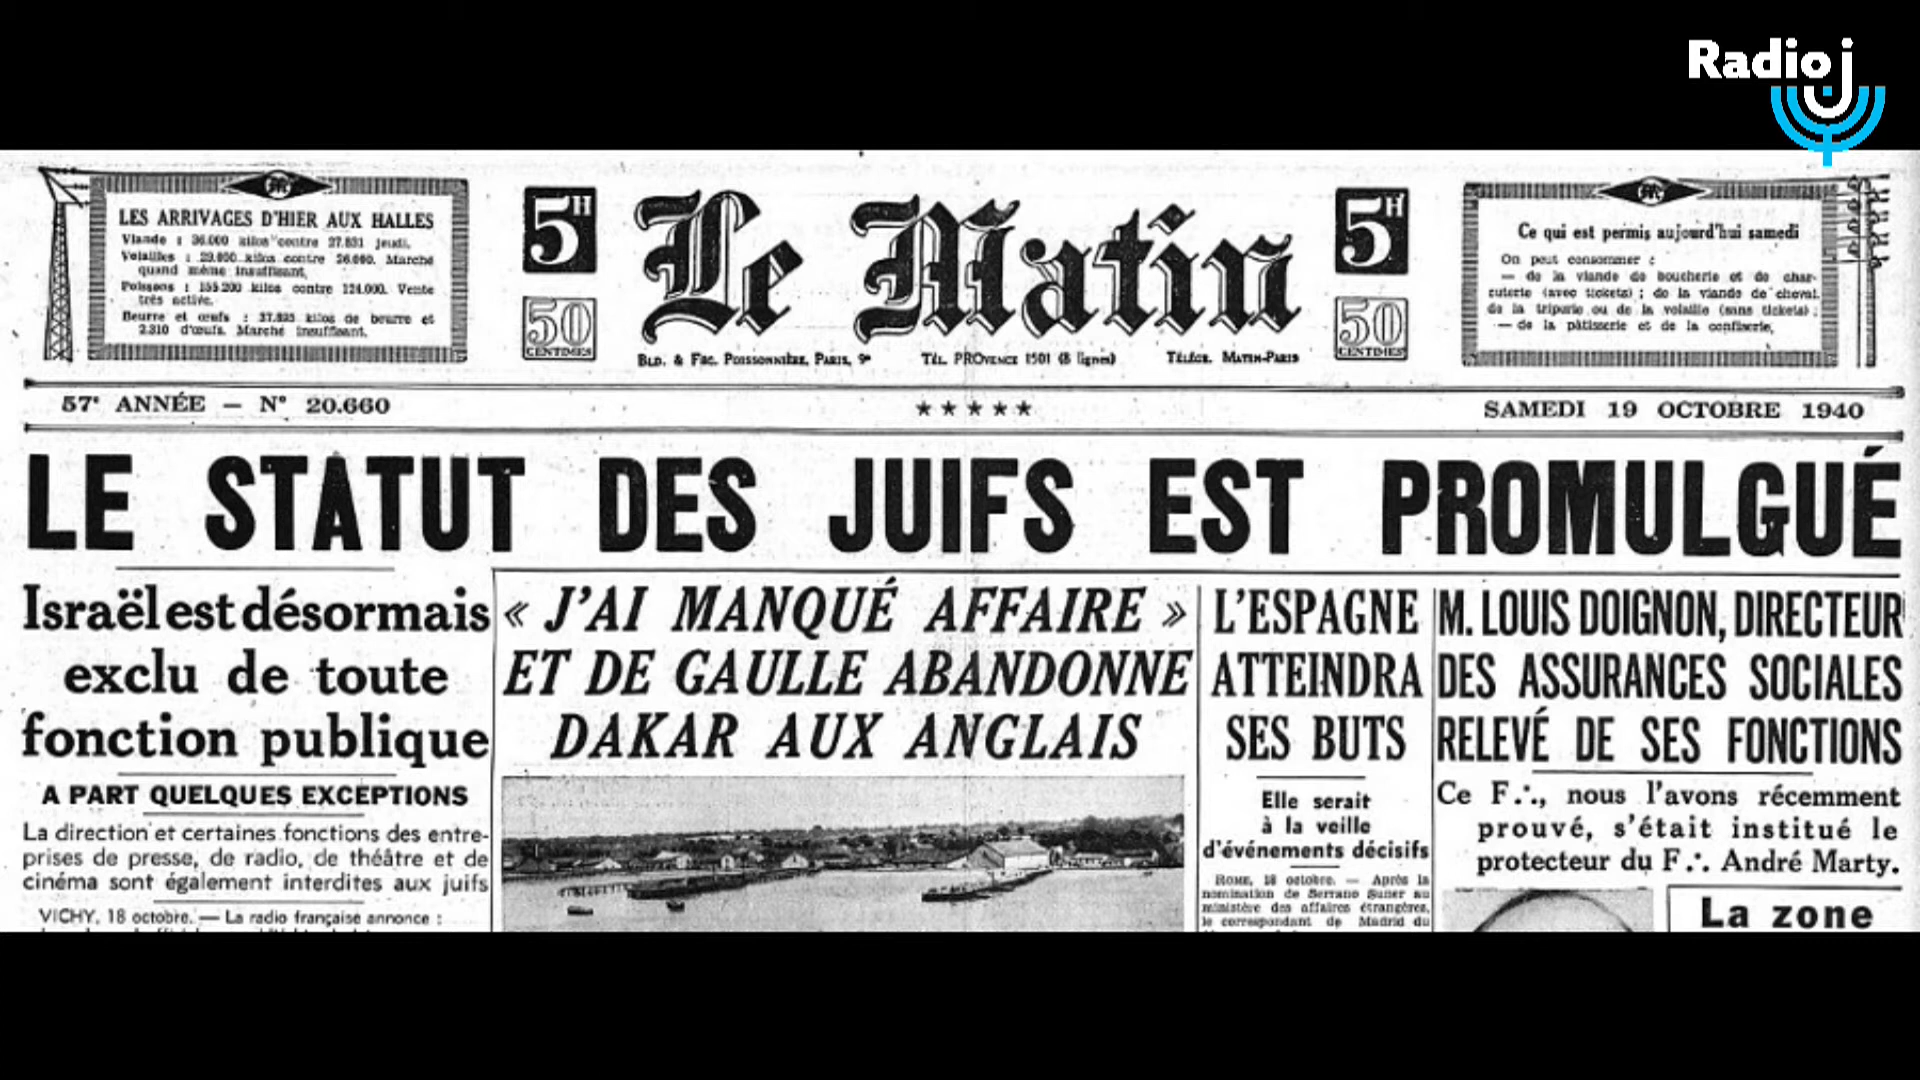 Radio j
LES ARRIVAGES D'HIER AUX HALLES
Viande : 36.000 kilos contre 27.831 jeudi.
Volailles : 29.000 kilos contre 26.000. Marché
quand même insuffisant.
Poissons : 155.200 kilos contre 124.000. Vente
très active.
Beurre et œufs : 37.825 kilos de beurre et
2.310 d'œufs. Marché insuffisant.
5H
50
CENTIMES
Le Matin
BLD. & FBG. POISSONNIÈRE, PARIS, 9e TÉL. PROVENCE 1501 (8 lignes) TÉLÉGR. MATIN-PARIS
5H
50
CENTIMES
Ce qui est permis aujourd'hui samedi
On peut consommer :
— de la viande de boucherie et de char-
cuterie (avec tickets) ; de la viande de cheval,
de la triperie ou de la volaille (sans tickets) ;
— de la pâtisserie et de la confiserie,
57e ANNÉE — N° 20.660
★★★★★
SAMEDI 19 OCTOBRE 1940
LE STATUT DES JUIFS EST PROMULGUÉ
Israël est désormais
exclu de toute
fonction publique
A PART QUELQUES EXCEPTIONS
La direction et certaines fonctions des entre-
prises de presse, de radio, de théâtre et de
cinéma sont également interdites aux juifs
VICHY, 18 octobre. — La radio française annonce :
« J'AI MANQUÉ AFFAIRE »
ET DE GAULLE ABANDONNE
DAKAR AUX ANGLAIS
L'ESPAGNE
ATTEINDRA
SES BUTS
Elle serait
à la veille
d'événements décisifs
ROME, 18 octobre. — Après la
nomination de Serrano Suner au
ministère des affaires étrangères,
le correspondant de Madrid du
M. LOUIS DOIGNON, DIRECTEUR
DES ASSURANCES SOCIALES
RELEVÉ DE SES FONCTIONS
Ce F∴, nous l'avons récemment
prouvé, s'était institué le
protecteur du F∴ André Marty.
La zone